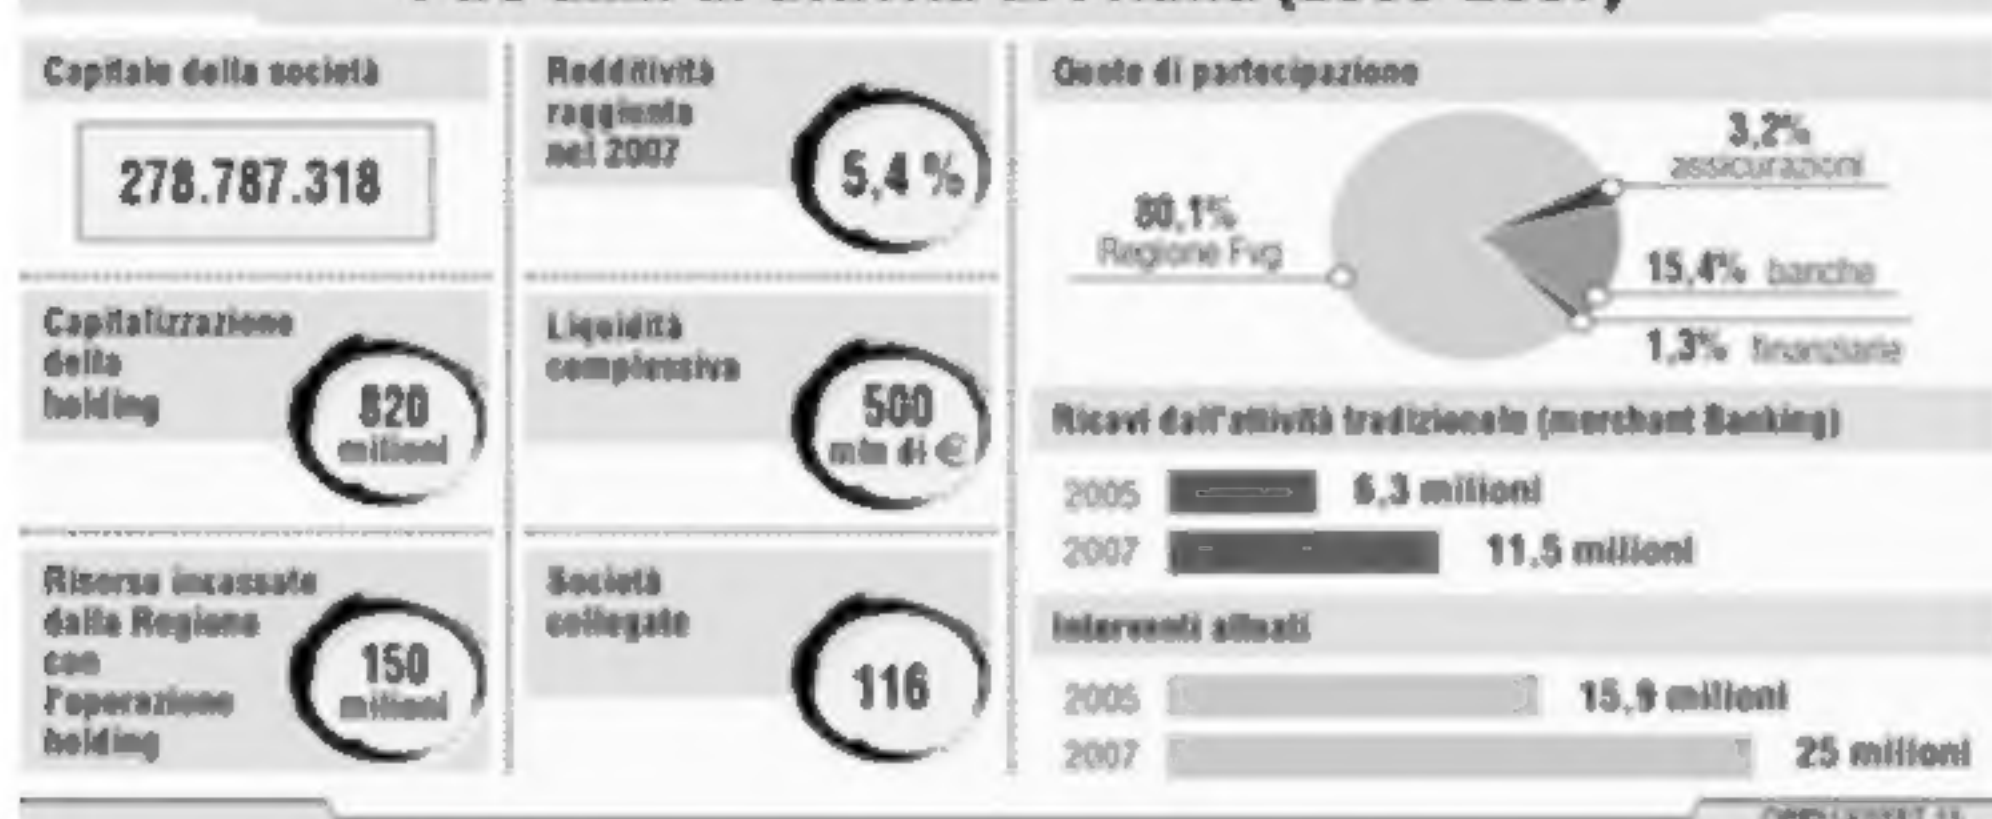 Capitale della società
278.787.318
Capitalizzazione
della
holding
820
milioni
Risorse incassate
dalla Regione
con
l'operazione
holding
150
milioni
Redditività
raggiunta
nel 2007
5,4 %
Liquidità
complessiva
500
mln di €
Società
collegate
116
Quote di partecipazione
3,2%
assicurazioni
80,1%
Regione Fvg
15,4% banche
1,3% finanziarie
Ricavi dall'attività tradizionale (merchant Banking)
2005 6,3 milioni
2007 11,5 milioni
Interventi attuati
2005 15,9 milioni
2007 25 milioni